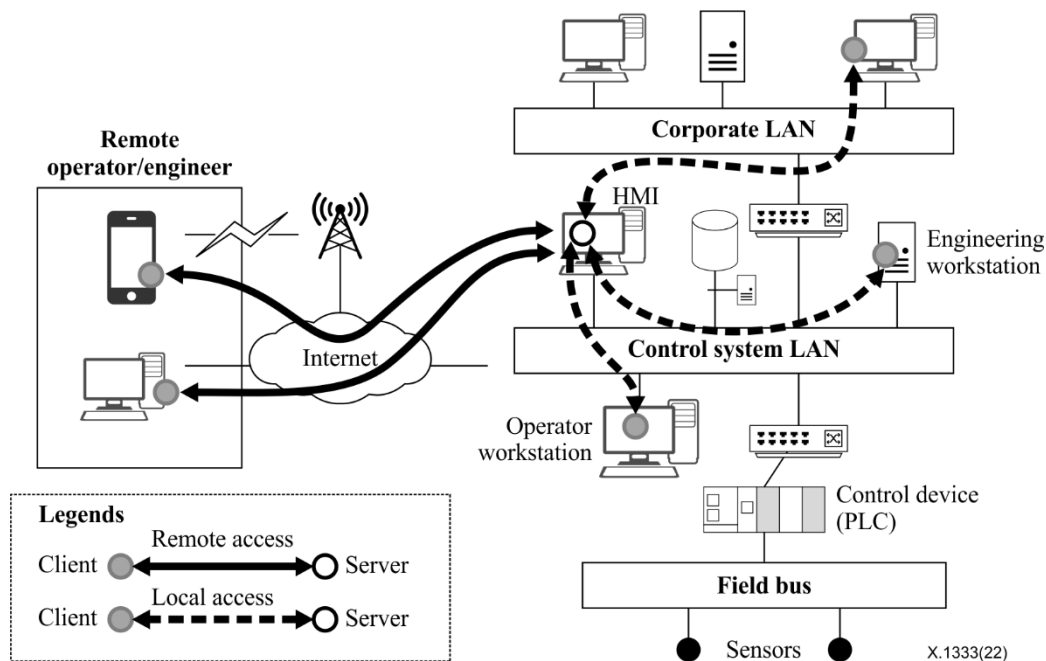 Remote
operator/engineer
Corporate LAN
HMI
Engineering
workstation
Internet
Control system LAN
Operator
workstation
Control device
(PLC)
Legends
Remote access
Client
Server
Local access
Client
Server
Field bus
Sensors
X.1333(22)